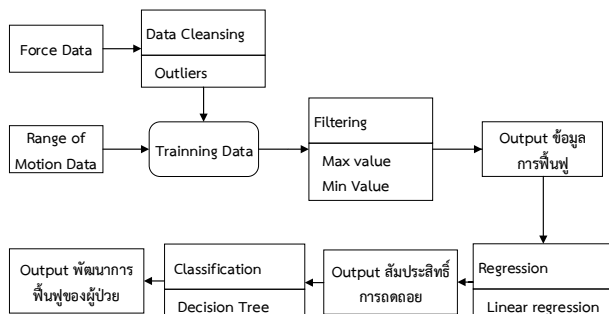 Force Data
Data Cleansing
Outliers
Range of
Motion Data
Trainning Data
Filtering
Max value
Min Value
Output ข้อมูล
การฟื้นฟู
Output พัฒนาการ
ฟื้นฟูของผู้ป่วย
Classification
Decision Tree
Output สัมประสิทธิ์
การถดถอย
Regression
Linear regression